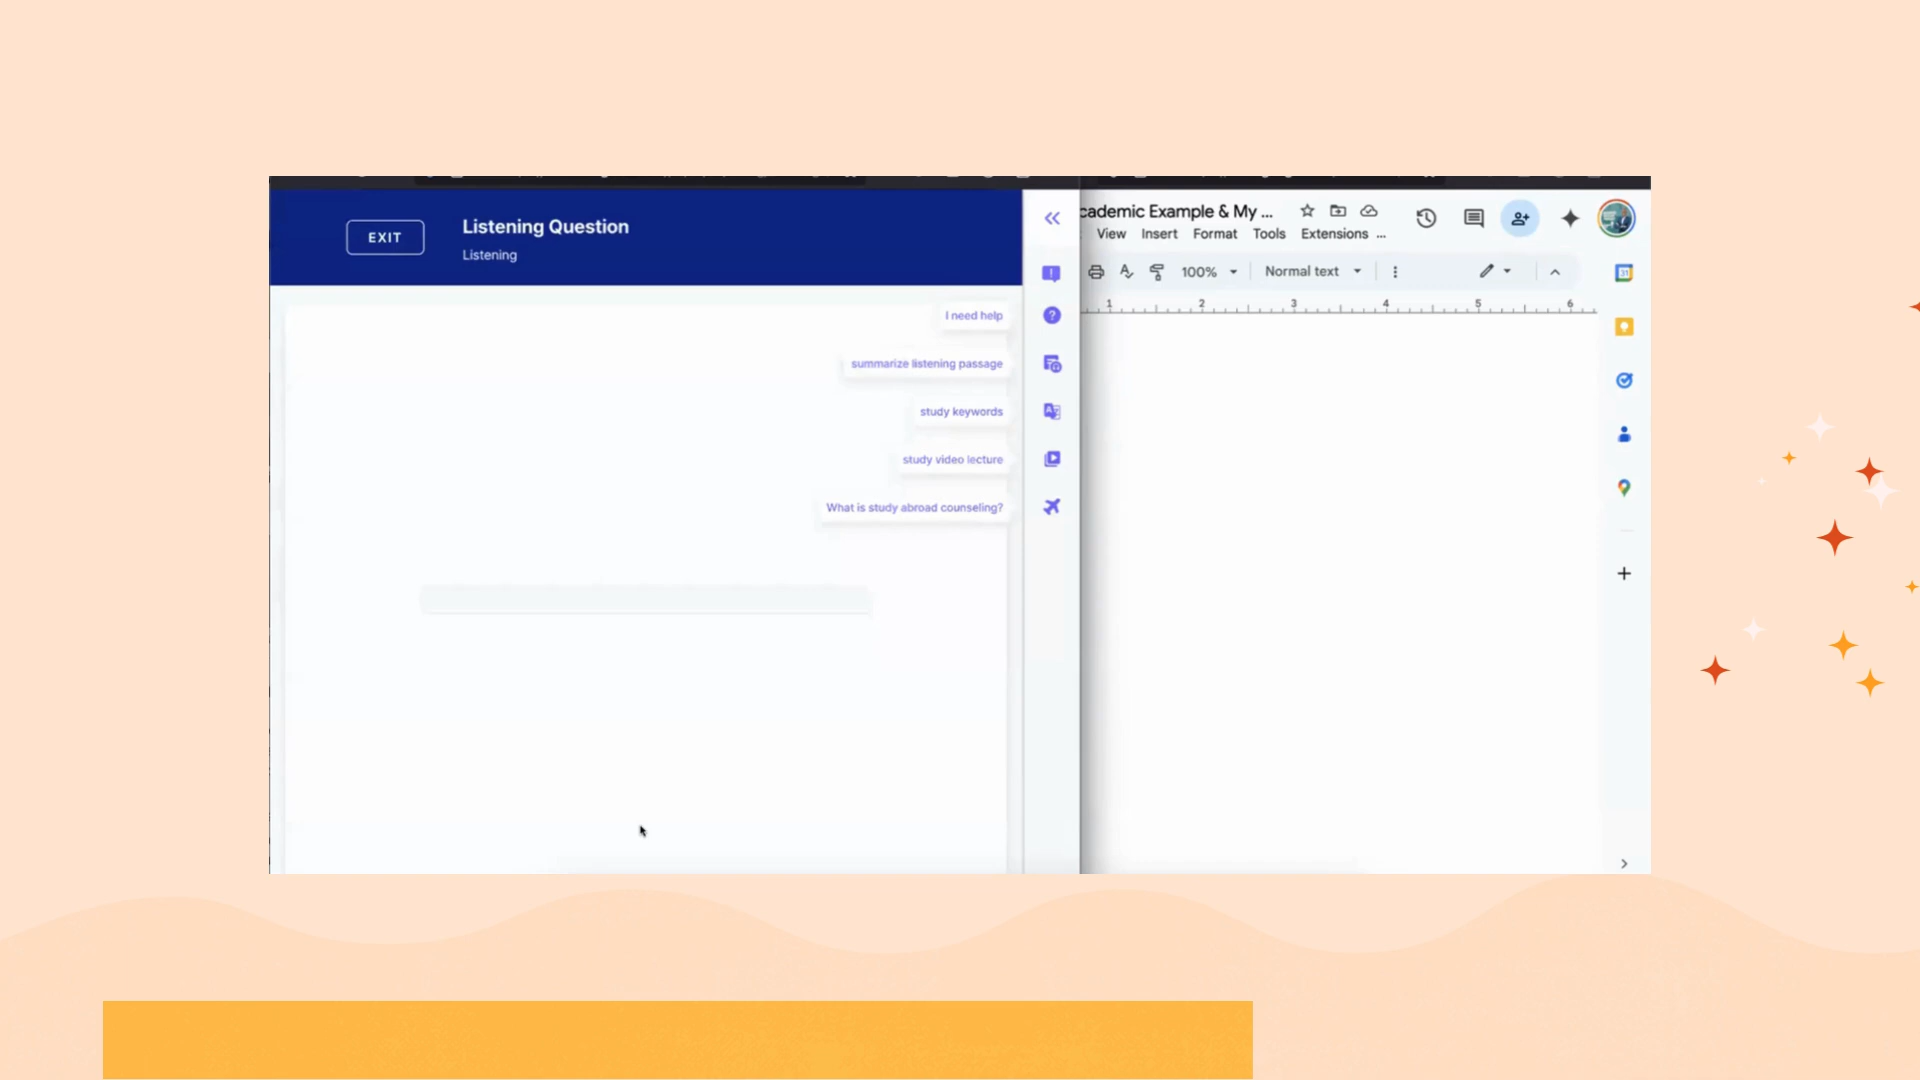 EXIT
Listening Question
Listening
I need help
summarize listening passage
study keywords
study video lecture
What is study abroad counseling?
cademic Example & My ...
View Insert Format Tools Extensions ...
100% Normal text
1 2 3 4 5 6
31